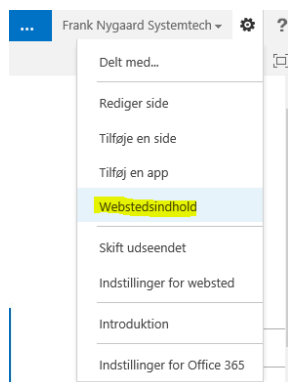 ... Frank Nygaard Systemtech ?
Delt med...
Rediger side
Tilføje en side
Tilføj en app
Webstedsindhold
Skift udseendet
Indstillinger for websted
Introduktion
Indstillinger for Office 365